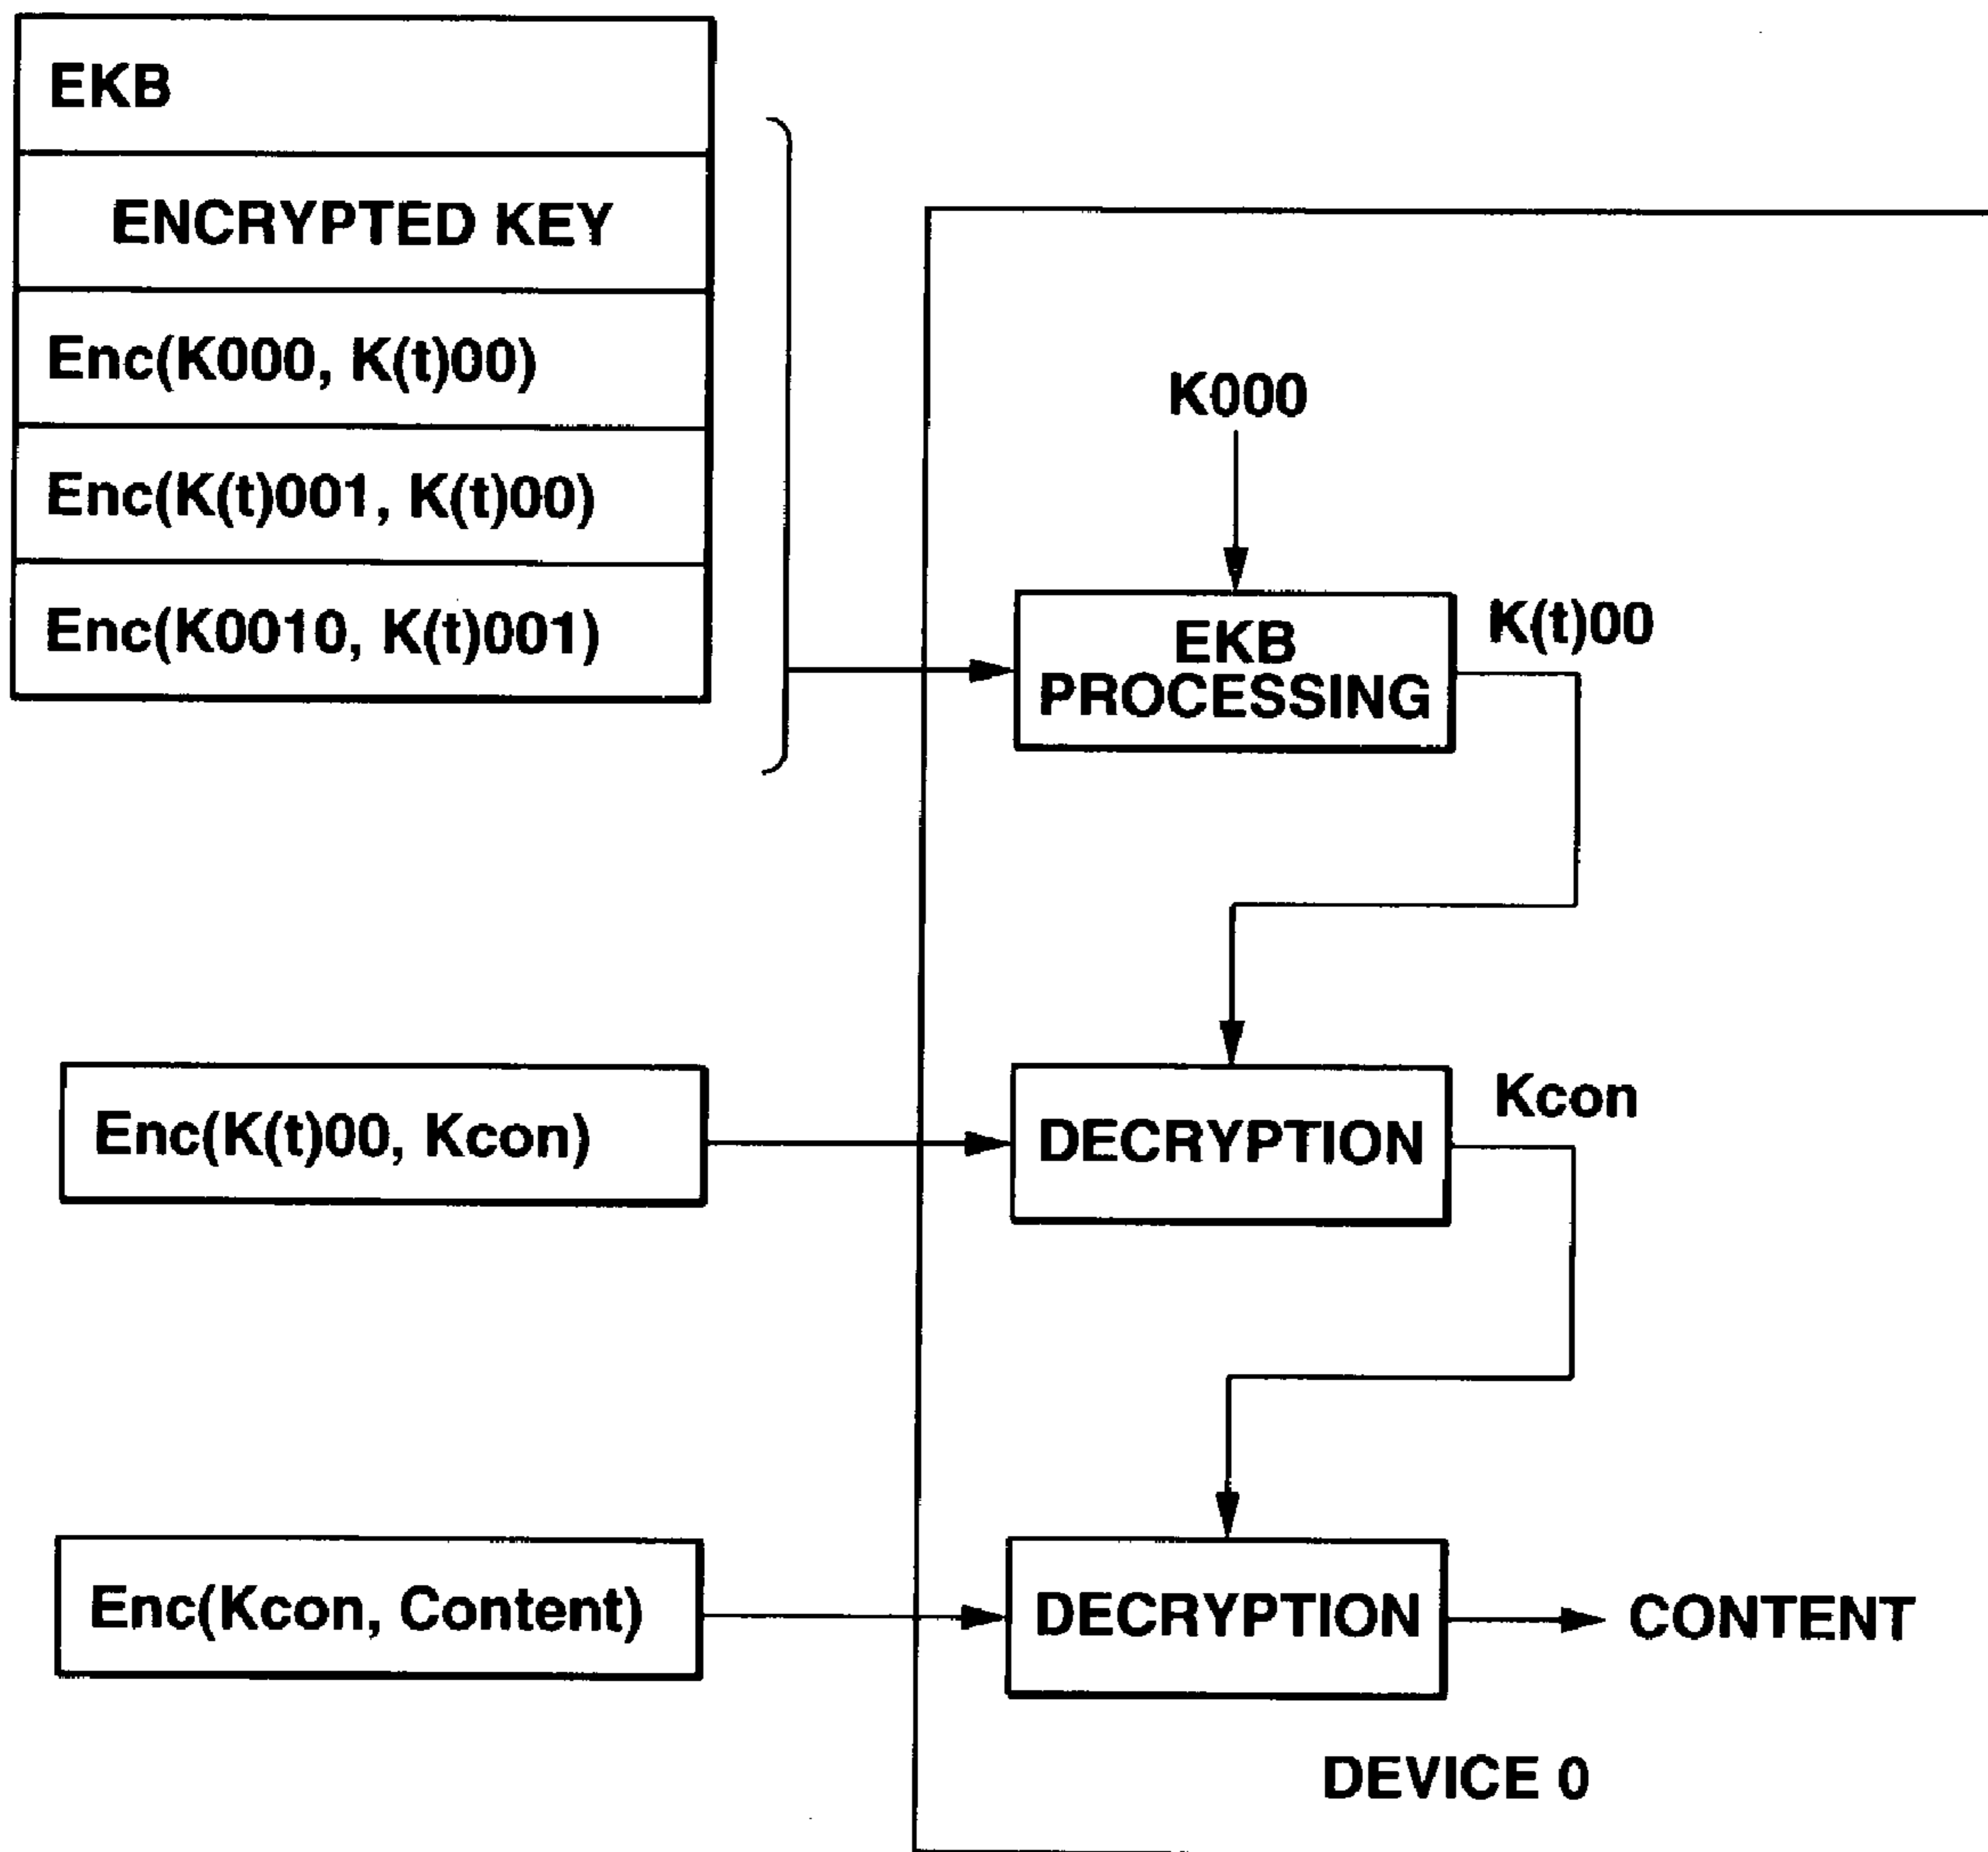 EKB
ENCRYPTED KEY
Enc(K000, K(t)00)
Enc(K(t)001, K(t)00)
Enc(K0010, K(t)001)
K000
EKB
PROCESSING
K(t)00
Enc(K(t)00, Kcon)
DECRYPTION
Kcon
Enc(Kcon, Content)
DECRYPTION
CONTENT
DEVICE 0